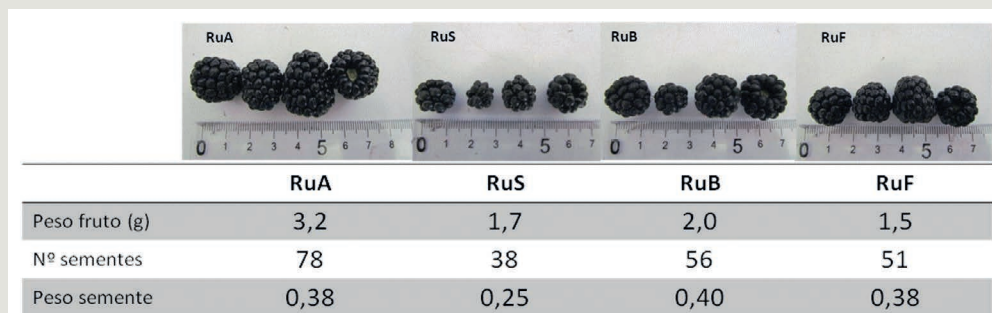 RuA RuS RuB RuF
0 1 2 3 4 5 6 7 8 0 1 2 3 4 5 6 7 0 1 2 3 4 5 6 7 0 1 2 3 4 5 6 7
RuA RuS RuB RuF
Peso fruto (g) 3,2 1,7 2,0 1,5
Nº sementes 78 38 56 51
Peso semente 0,38 0,25 0,40 0,38